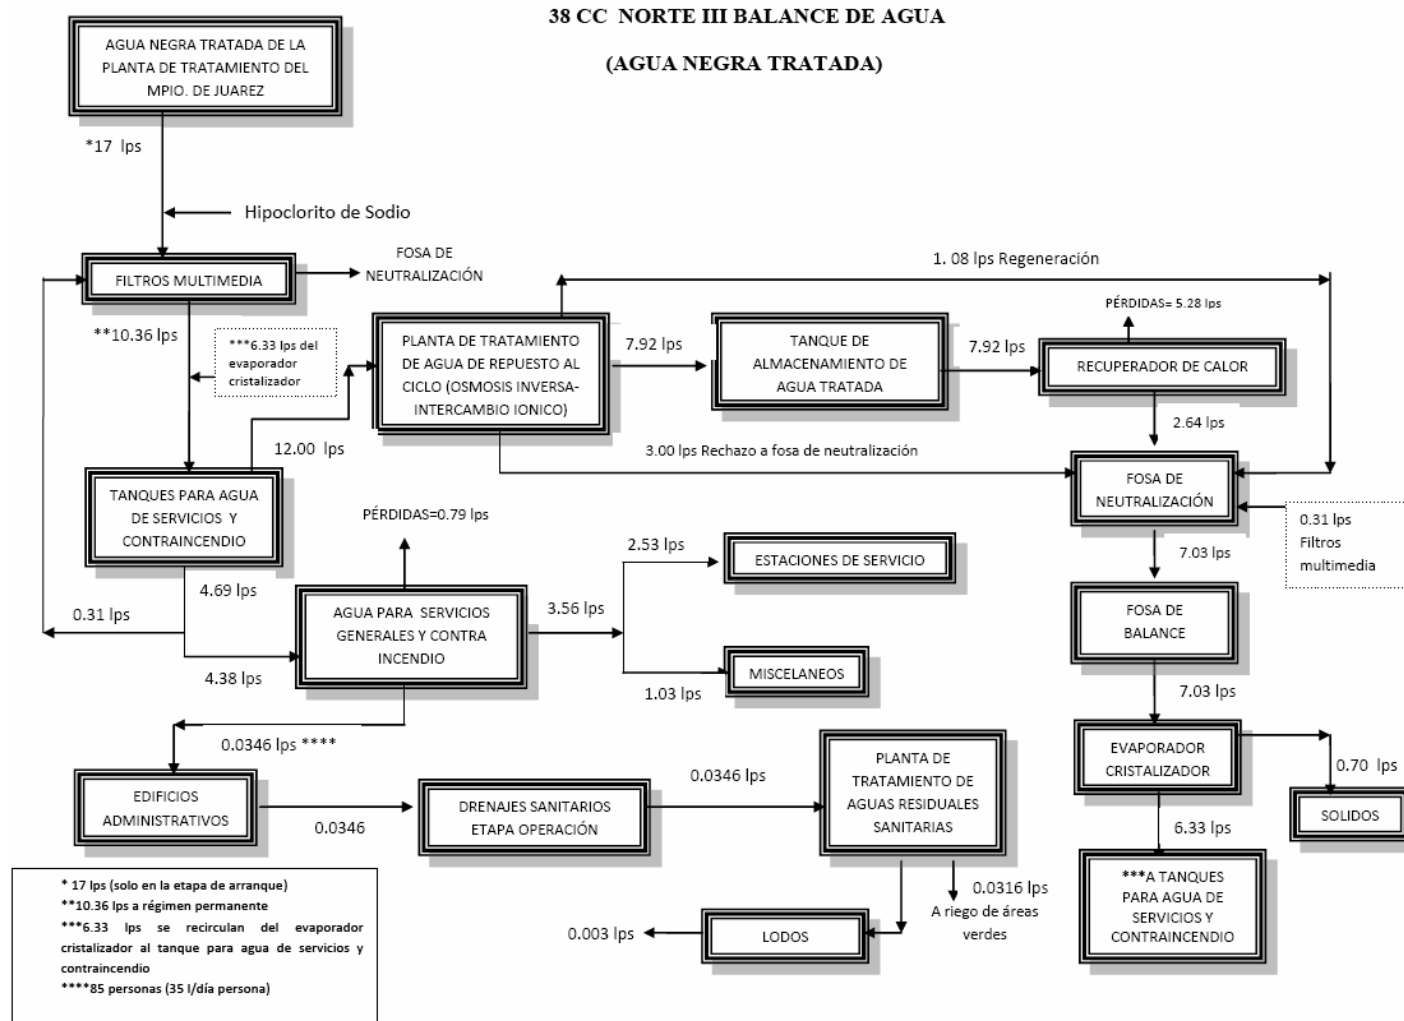 38 CC NORTE III BALANCE DE AGUA
(AGUA NEGRA TRATADA)
AGUA NEGRA TRATADA DE LA
PLANTA DE TRATAMIENTO DEL
MPIO. DE JUAREZ
*17 lps
Hipoclorito de Sodio
FILTROS MULTIMEDIA
FOSA DE
NEUTRALIZACIÓN
1. 08 lps Regeneración
**10.36 lps
***6.33 lps del
evaporador
cristalizador
PLANTA DE TRATAMIENTO
DE AGUA DE REPUESTO AL
CICLO (OSMOSIS INVERSA-
INTERCAMBIO IONICO)
7.92 lps
TANQUE DE
ALMACENAMIENTO DE
AGUA TRATADA
7.92 lps
PÉRDIDAS= 5.28 lps
RECUPERADOR DE CALOR
2.64 lps
12.00 lps
3.00 lps Rechazo a fosa de neutralización
TANQUES PARA AGUA
DE SERVICIOS Y
CONTRAINCENDIO
FOSA DE
NEUTRALIZACIÓN
0.31 lps
Filtros
multimedia
PÉRDIDAS=0.79 lps
2.53 lps
ESTACIONES DE SERVICIO
7.03 lps
4.69 lps
0.31 lps
AGUA PARA SERVICIOS
GENERALES Y CONTRA
INCENDIO
3.56 lps
FOSA DE
BALANCE
4.38 lps
MISCELANEOS
1.03 lps
7.03 lps
0.0346 lps ****
EDIFICIOS
ADMINISTRATIVOS
0.0346
DRENAJES SANITARIOS
ETAPA OPERACIÓN
0.0346 lps
PLANTA DE
TRATAMIENTO DE
AGUAS RESIDUALES
SANITARIAS
EVAPORADOR
CRISTALIZADOR
0.70 lps
SOLIDOS
6.33 lps
***A TANQUES
PARA AGUA DE
SERVICIOS Y
CONTRAINCENDIO
0.0316 lps
A riego de áreas
verdes
LODOS
0.003 lps
* 17 lps (solo en la etapa de arranque)
**10.36 lps a régimen permanente
***6.33 lps se recirculan del evaporador
cristalizador al tanque para agua de servicios y
contraincendio
****85 personas (35 l/día persona)